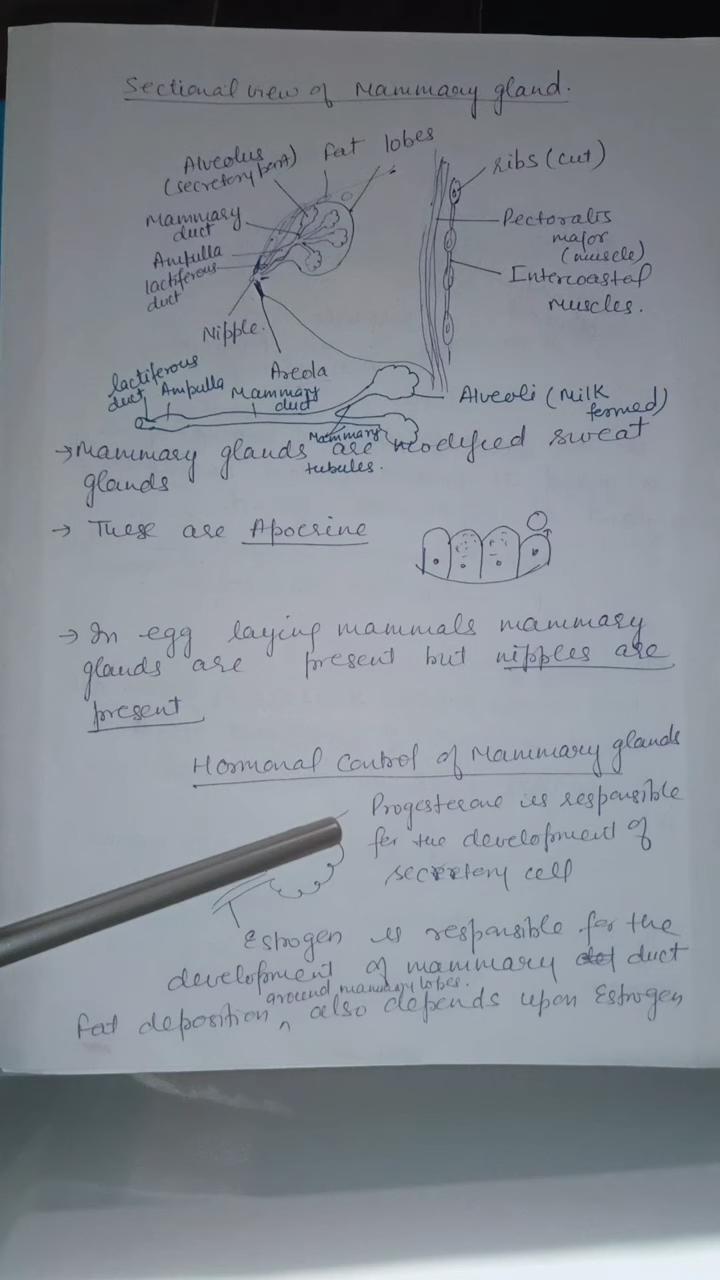 Sectional view of Mammary gland.
Alveolus
(secretory part)
Fat
lobes
Mammary
duct
Ampulla
lactiferous
duct
Nipple.
Areola
ribs (cut)
Pectoralis
major
(muscle)
Intercoastal
Muscles.
lactiferous
duct
Ampulla
Mammary
duct
Mammary
tubules.
Alveoli (Milk
formed)
→ Mammary glands are modified sweat
glands
→ These are Apocrine
→ In egg laying mammals mammary
glands are present but nipples are
present
Hormonal Control of Mammary glands
Progesterone is responsible
for the development of
secretory cell
Estrogen is responsible for the
development of mammary duct
around mammary lobes.
Fat deposition ^ also depends upon Estrogen